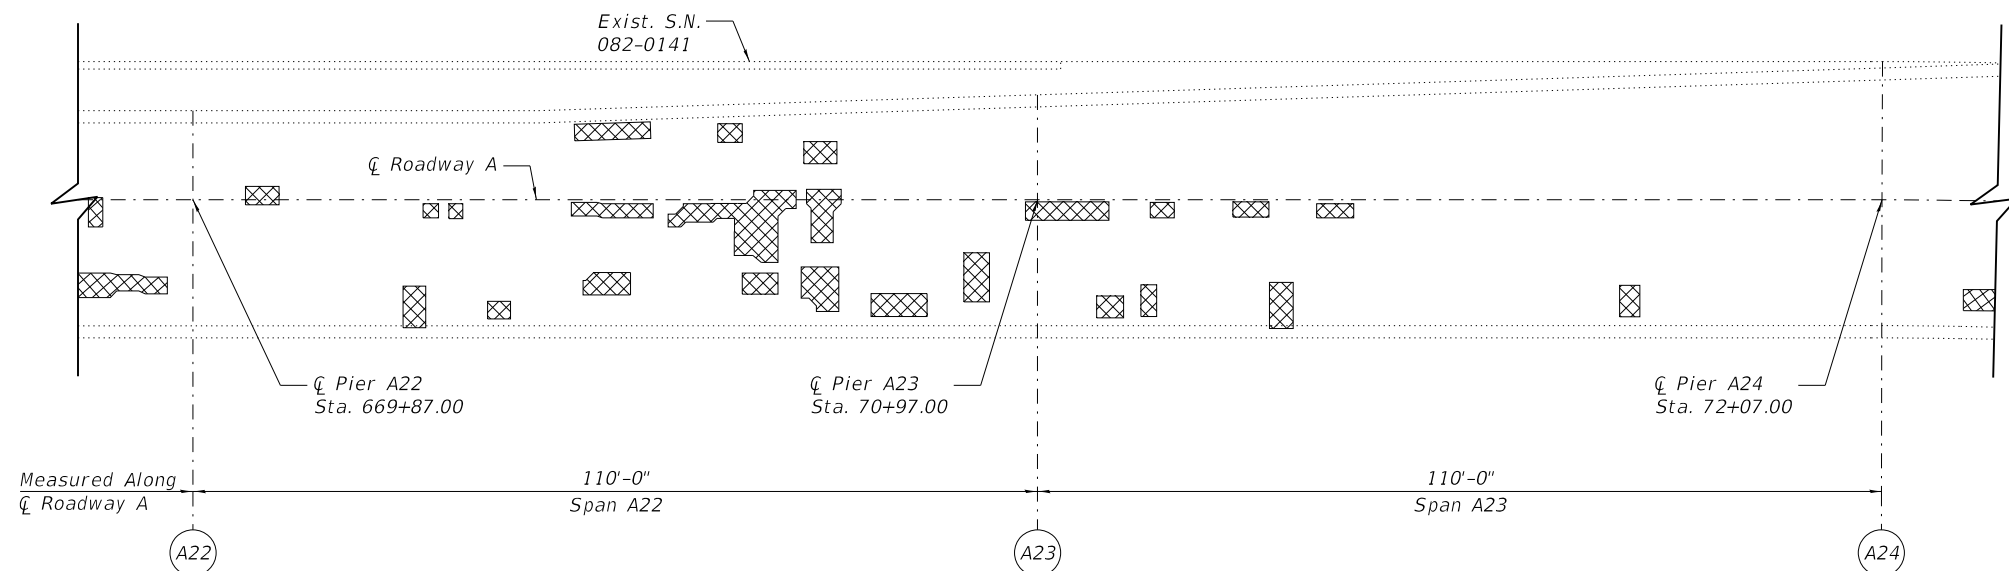 Exist. S.N.
082-0141
℄ Roadway A
℄ Pier A22
Sta. 669+87.00
℄ Pier A23
Sta. 70+97.00
℄ Pier A24
Sta. 72+07.00
Measured Along
℄ Roadway A
110'-0"
Span A22
110'-0"
Span A23
A22
A23
A24